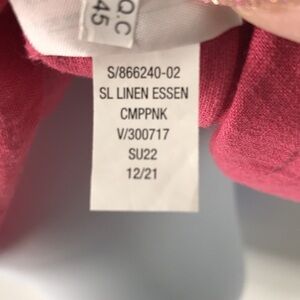 Q.C
45
S/866240-02
SL LINEN ESSEN
CMPPNK
V/300717
SU22
12/21